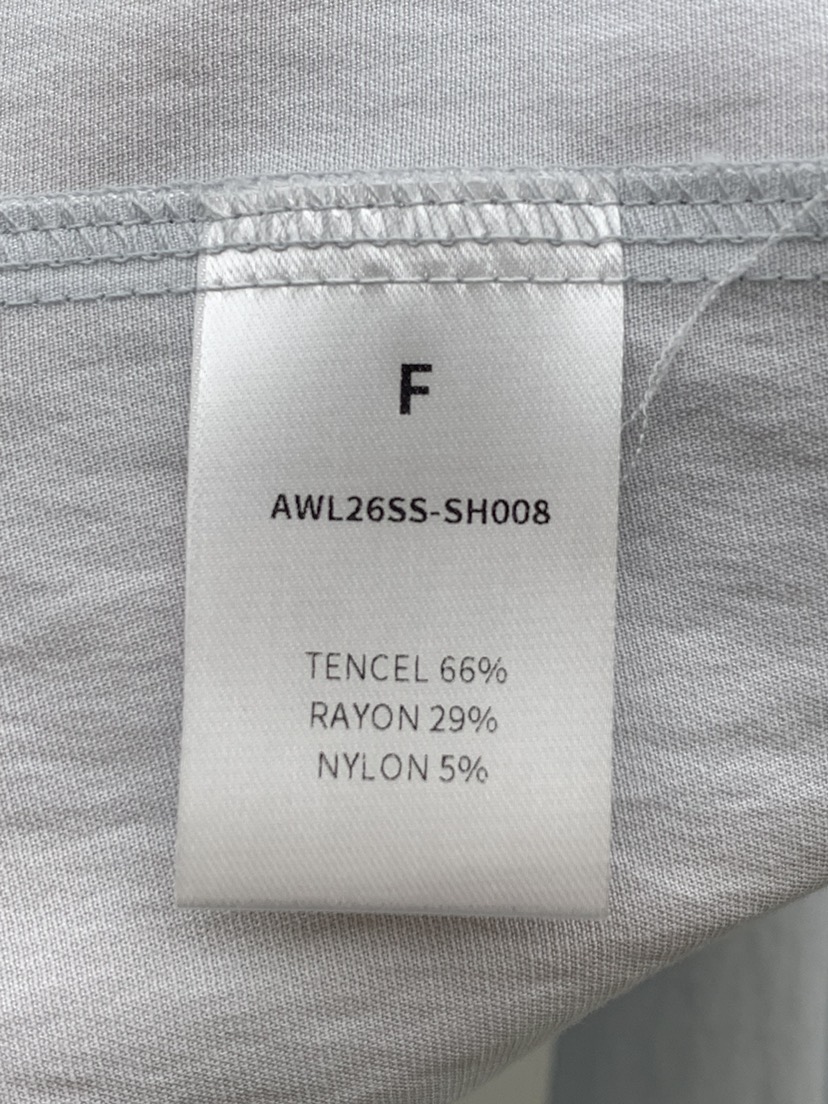 F
AWL26SS-SH008
TENCEL 66%
RAYON 29%
NYLON 5%